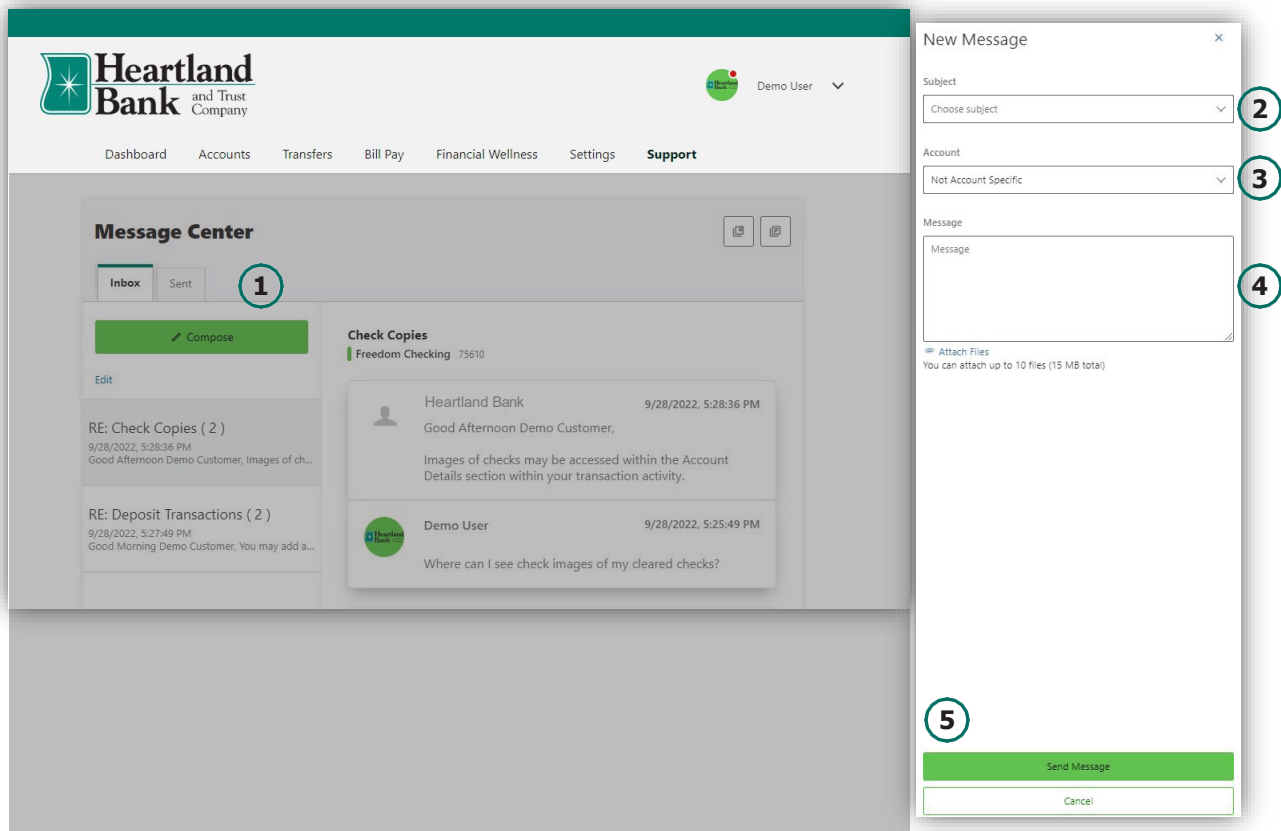 Heartland
Bank and Trust Company
Demo User
Dashboard Accounts Transfers Bill Pay Financial Wellness Settings Support
Message Center
Inbox Sent
1
Compose
Edit
RE: Check Copies ( 2 )
9/28/2022, 5:28:36 PM
Good Afternoon Demo Customer, Images of ch...
RE: Deposit Transactions ( 2 )
9/28/2022, 5:27:49 PM
Good Morning Demo Customer, You may add a...
Check Copies
Freedom Checking 75610
Heartland Bank 9/28/2022, 5:28:36 PM
Good Afternoon Demo Customer,
Images of checks may be accessed within the Account
Details section within your transaction activity.
Heartland
Bank
Demo User 9/28/2022, 5:25:49 PM
Where can I see check images of my cleared checks?
New Message ×
Subject
Choose subject
2
Account
Not Account Specific
3
Message
Message
4
Attach Files
You can attach up to 10 files (15 MB total)
5
Send Message
Cancel